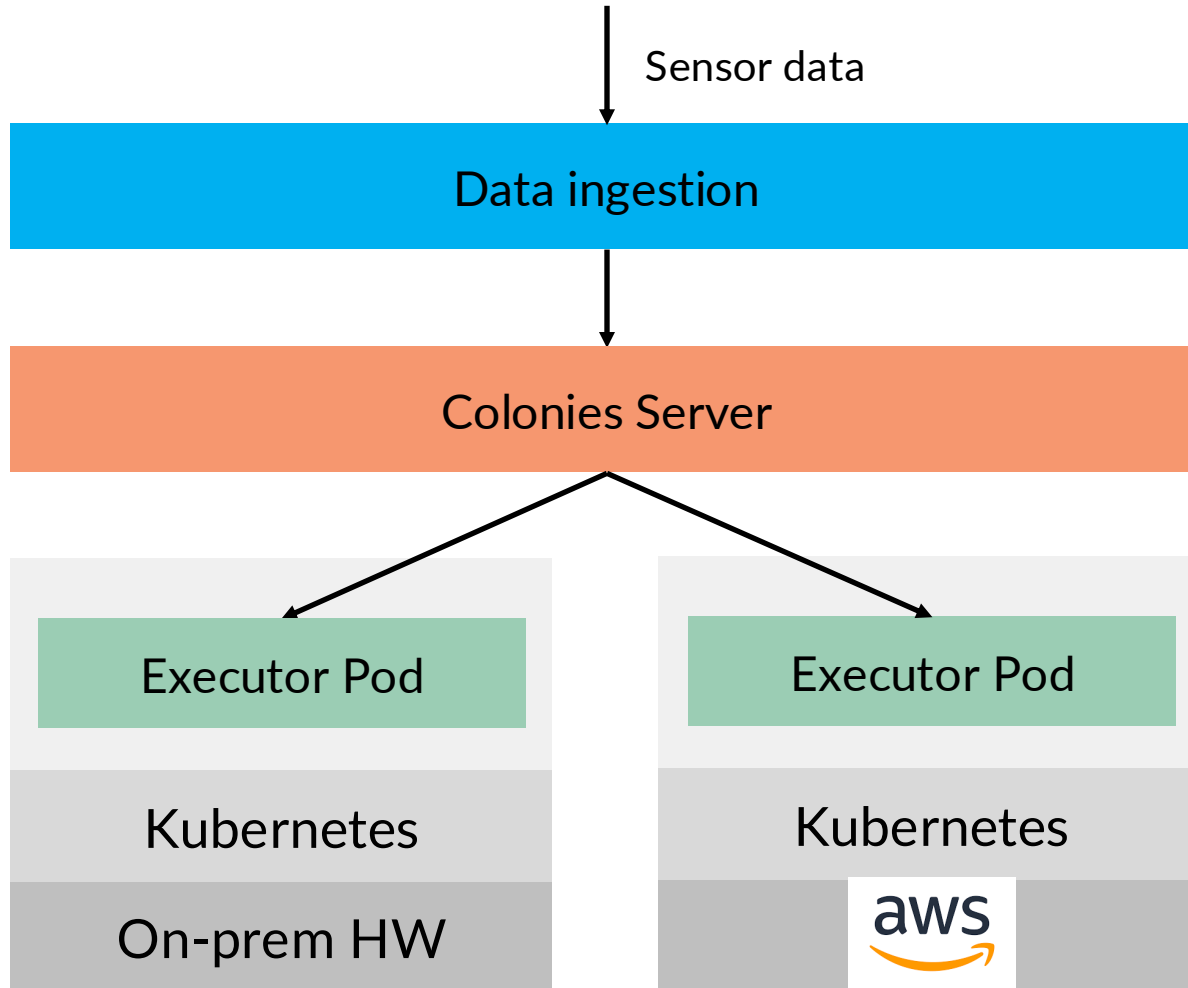 Sensor data
Data ingestion
Colonies Server
Executor Pod
Executor Pod
Kubernetes
Kubernetes
On-prem HW
aws